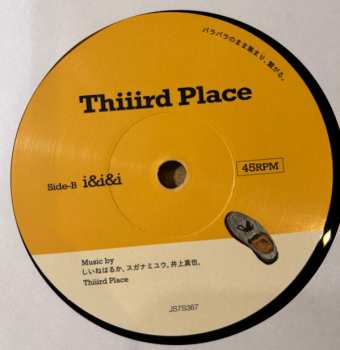 バラバラのまま集まり、繋がる。
Thiiird Place
Side-B i&i&i
45RPM
Music by
しいねはるか、スガナミユウ、井上真也。
Thiiird Place
JS7S367